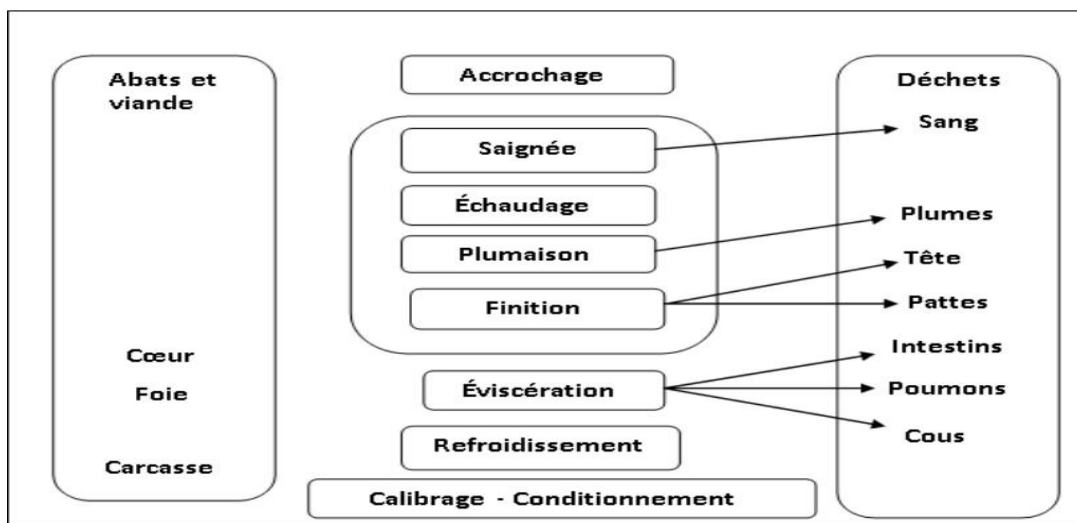 Abats et
viande
Cœur
Foie
Carcasse
Accrochage
Saignée
Échaudage
Plumaison
Finition
Éviscération
Refroidissement
Calibrage - Conditionnement
Déchets
Sang
Plumes
Tête
Pattes
Intestins
Poumons
Cous